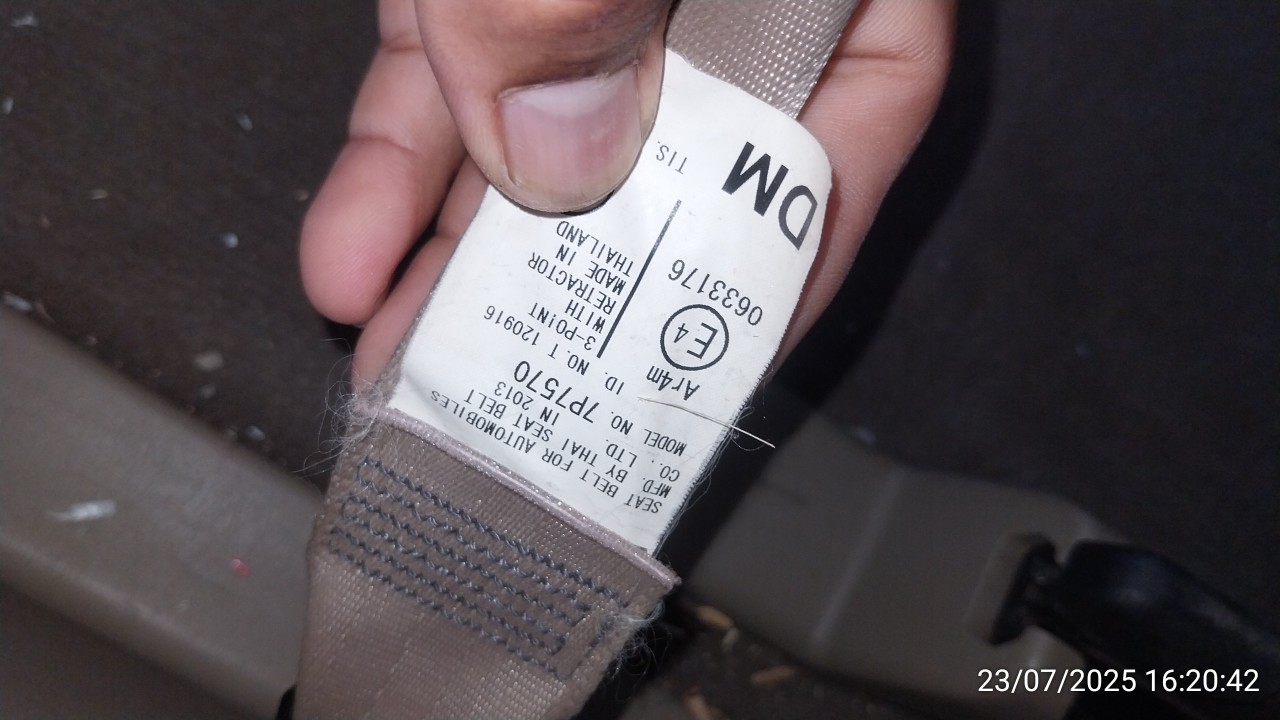 SEAT BELT FOR AUTOMOBILES
MFD. BY THAI SEAT BELT
CO., LTD. IN 2013
MODEL NO. 7P7570
ID. NO. T 120916
Ar4m
E4
0633176
3-POINT
WITH
RETRACTOR
MADE IN
THAILAND
TIS.
DM
23/07/2025 16:20:42